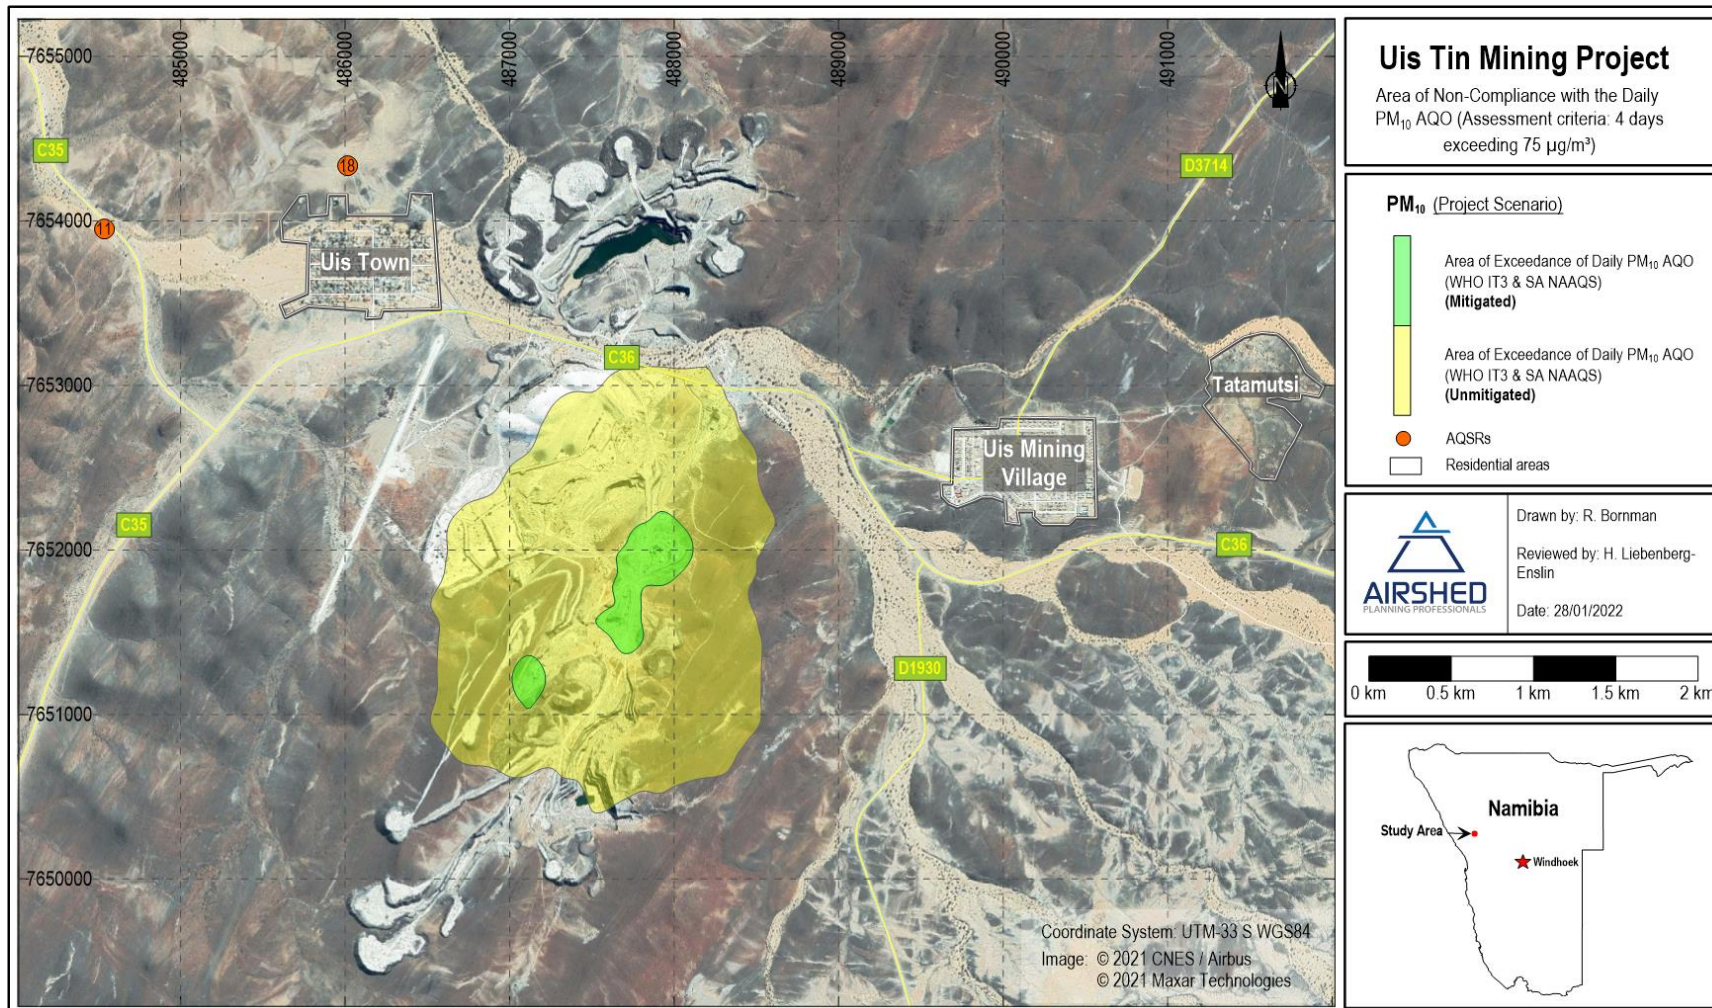 485000
486000
487000
488000
489000
490000
491000
7655000
7654000
7653000
7652000
7651000
7650000
C35
18
11
Uis Town
C36
D3714
Tatamutsi
Uis Mining
Village
C35
C36
D1930
Coordinate System: UTM-33 S WGS84
Image: © 2021 CNES / Airbus
© 2021 Maxar Technologies
N
Uis Tin Mining Project
Area of Non-Compliance with the Daily
PM₁₀ AQO (Assessment criteria: 4 days
exceeding 75 µg/m³)
PM₁₀ (Project Scenario)
Area of Exceedance of Daily PM₁₀ AQO
(WHO IT3 & SA NAAQS)
(Mitigated)
Area of Exceedance of Daily PM₁₀ AQO
(WHO IT3 & SA NAAQS)
(Unmitigated)
AQSRs
Residential areas
AIRSHED
PLANNING PROFESSIONALS
Drawn by: R. Bornman
Reviewed by: H. Liebenberg-
Enslin
Date: 28/01/2022
0 km 0.5 km 1 km 1.5 km 2 km
Namibia
Study Area
Windhoek